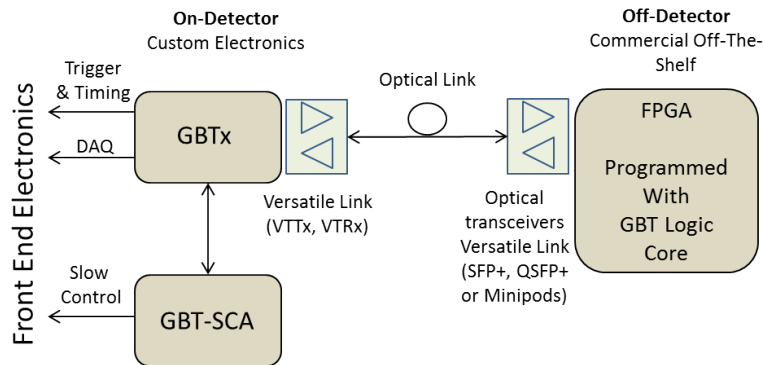 On-Detector
Custom Electronics
Off-Detector
Commercial Off-The-
Shelf
Trigger
& Timing
DAQ
GBTx
Optical Link
FPGA
Programmed
With
GBT Logic
Core
Versatile Link
(VTTx, VTRx)
Optical
transceivers
Versatile Link
(SFP+, QSFP+
or Minipods)
Front End Electronics
Slow
Control
GBT-SCA